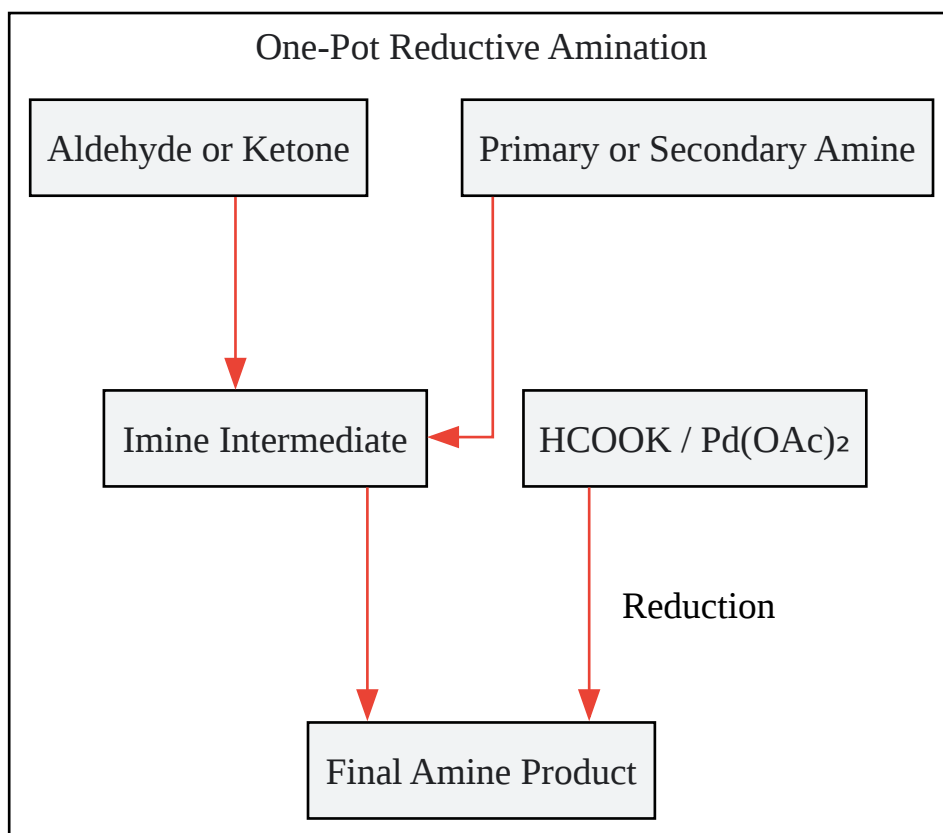 One-Pot Reductive Amination
Aldehyde or Ketone
Primary or Secondary Amine
Imine Intermediate
HCOOK / Pd(OAc)₂
Reduction
Final Amine Product